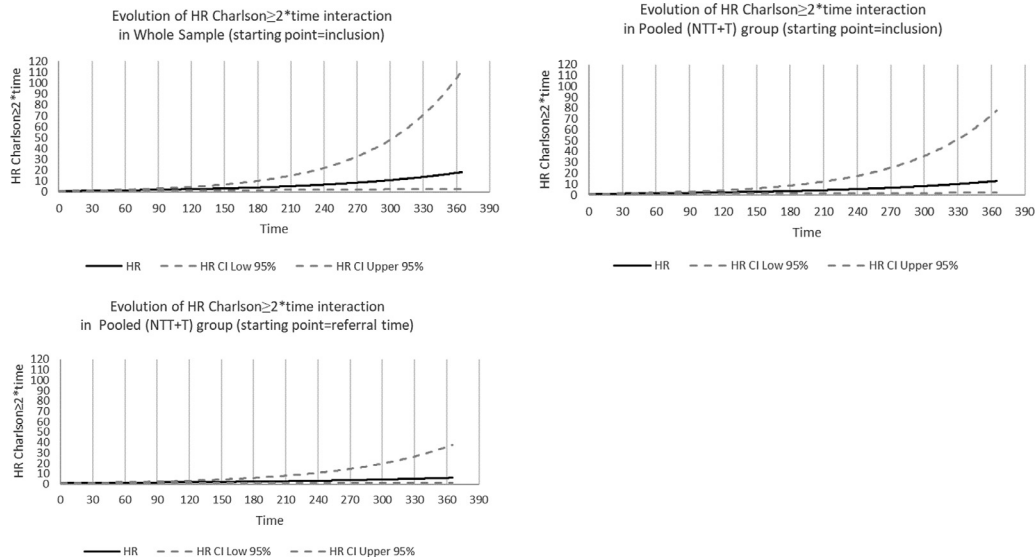 Evolution of HR Charlson≥2*time interaction
in Whole Sample (starting point=inclusion)
HR Charlson≥2*time
120
110
100
90
80
70
60
50
40
30
20
10
0
0 30 60 90 120 150 180 210 240 270 300 330 360 390
Time
HR HR CI Low 95% HR CI Upper 95%
Evolution of HR Charlson≥2*time interaction
in Pooled (NTT+T) group (starting point=inclusion)
HR Charlson≥2*time
120
110
100
90
80
70
60
50
40
30
20
10
0
0 30 60 90 120 150 180 210 240 270 300 330 360 390
Time
HR HR CI Low 95% HR CI Upper 95%
Evolution of HR Charlson≥2*time interaction
in Pooled (NTT+T) group (starting point=referral time)
HR Charlson≥2*time
120
110
100
90
80
70
60
50
40
30
20
10
0
0 30 60 90 120 150 180 210 240 270 300 330 360 390
Time
HR HR CI Low 95% HR CI Upper 95%